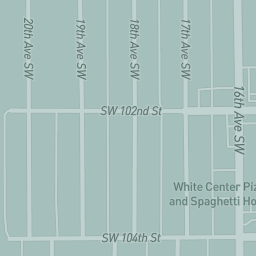 20th Ave SW
19th Ave SW
18th Ave SW
17th Ave SW
16th Ave SW
SW 102nd St
White Center Piz
and Spaghetti Ho
SW 104th St